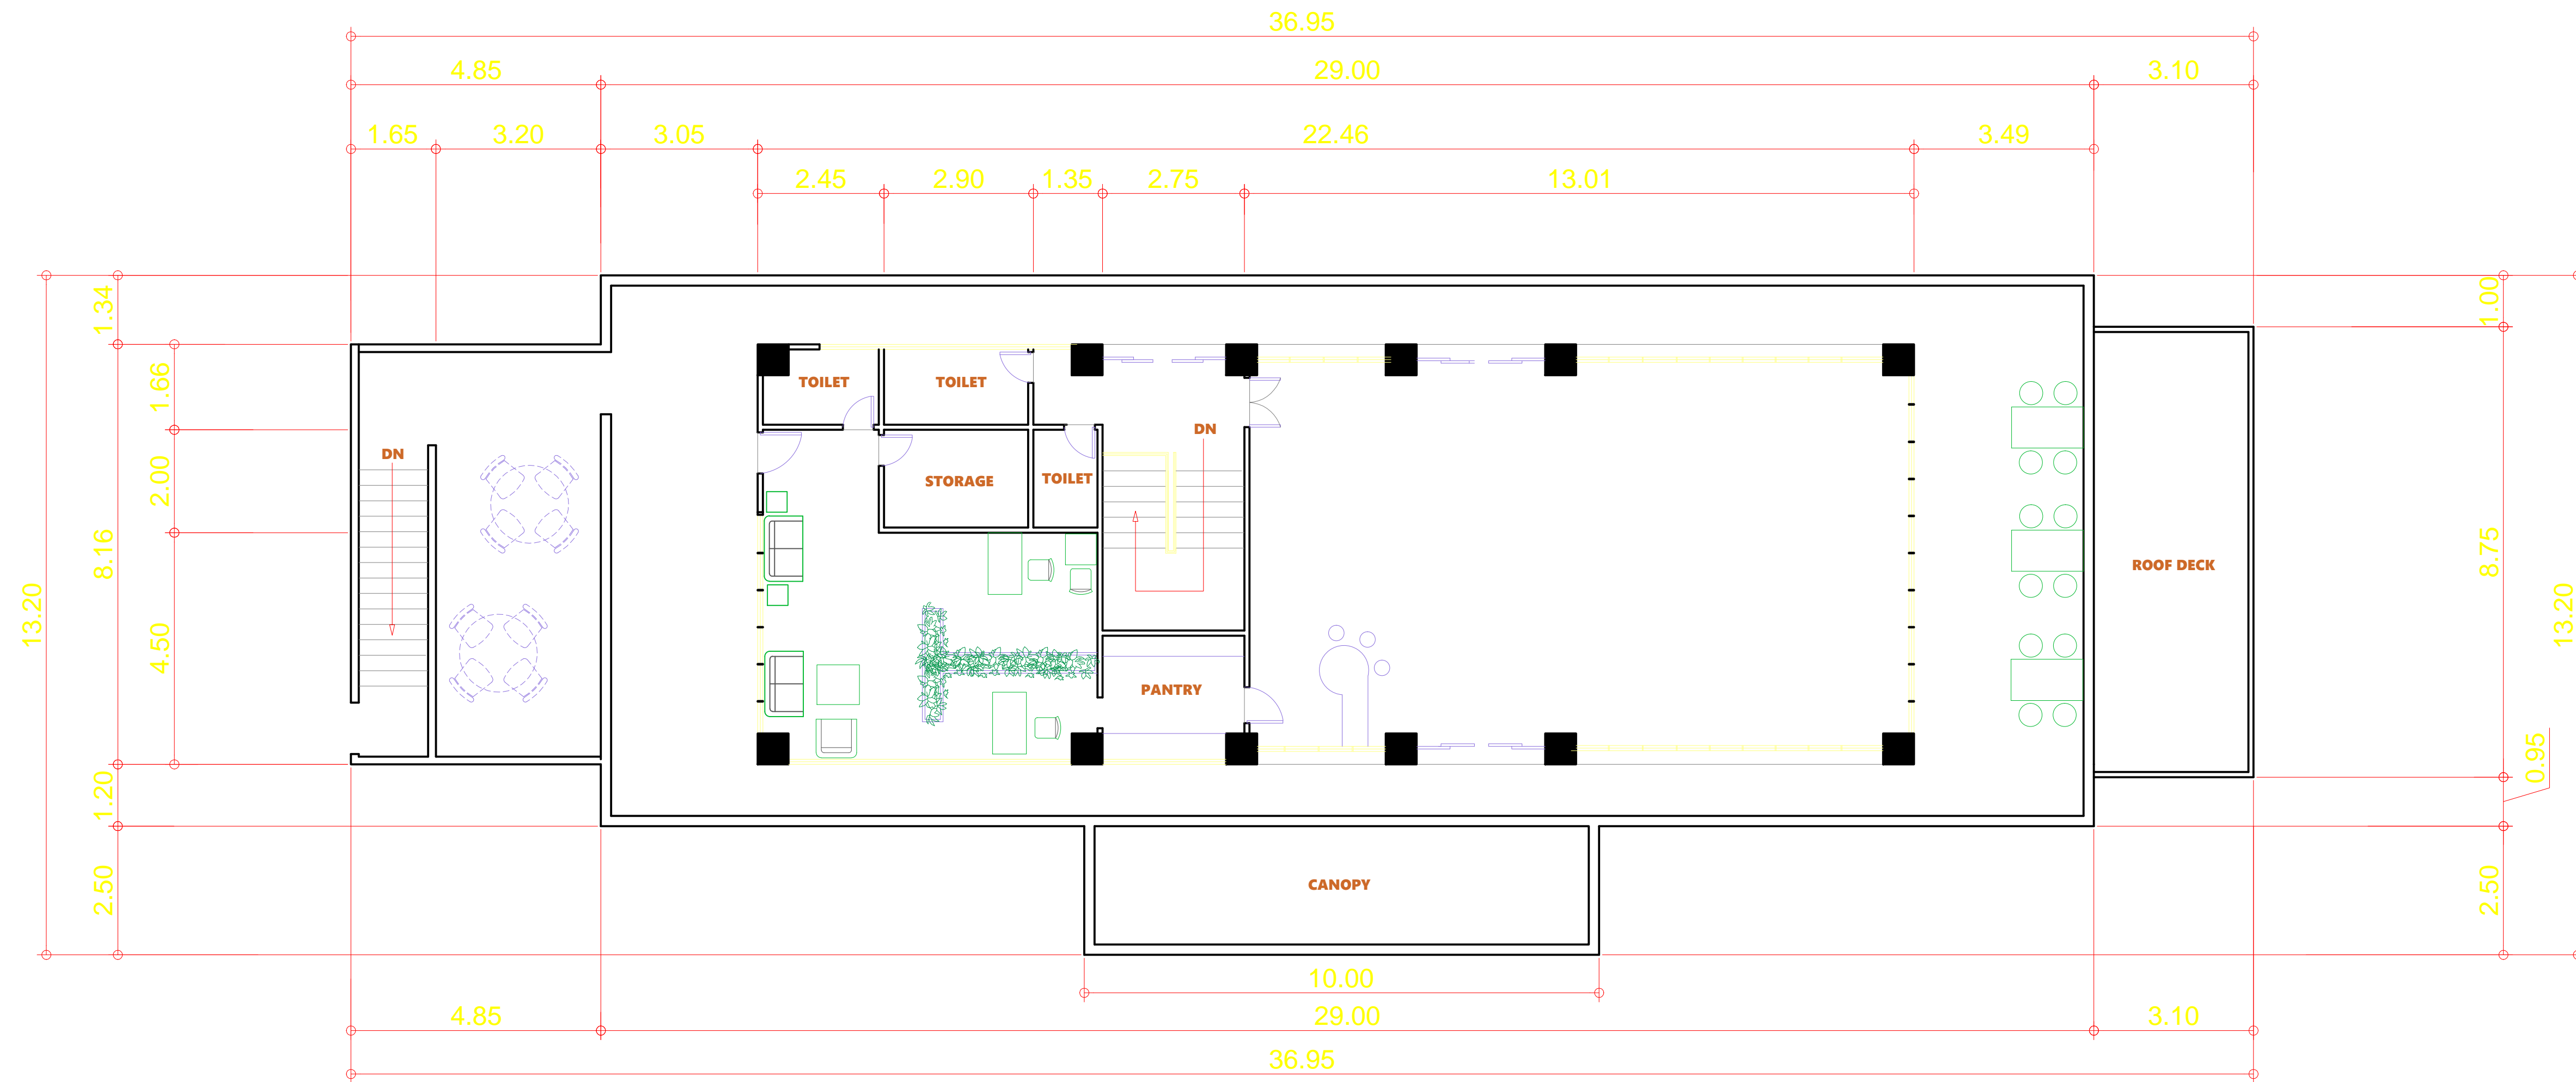 36.95
4.85 29.00 3.10
1.65 3.20 3.05 22.46 3.49
2.45 2.90 1.35 2.75 13.01
1.34
1.00
1.66
TOILET TOILET
DN
DN
2.00
STORAGE
TOILET
8.16
8.75
ROOF DECK
13.20
13.20
4.50
PANTRY
0.95
1.20
2.50
CANOPY
2.50
10.00
4.85 29.00 3.10
36.95